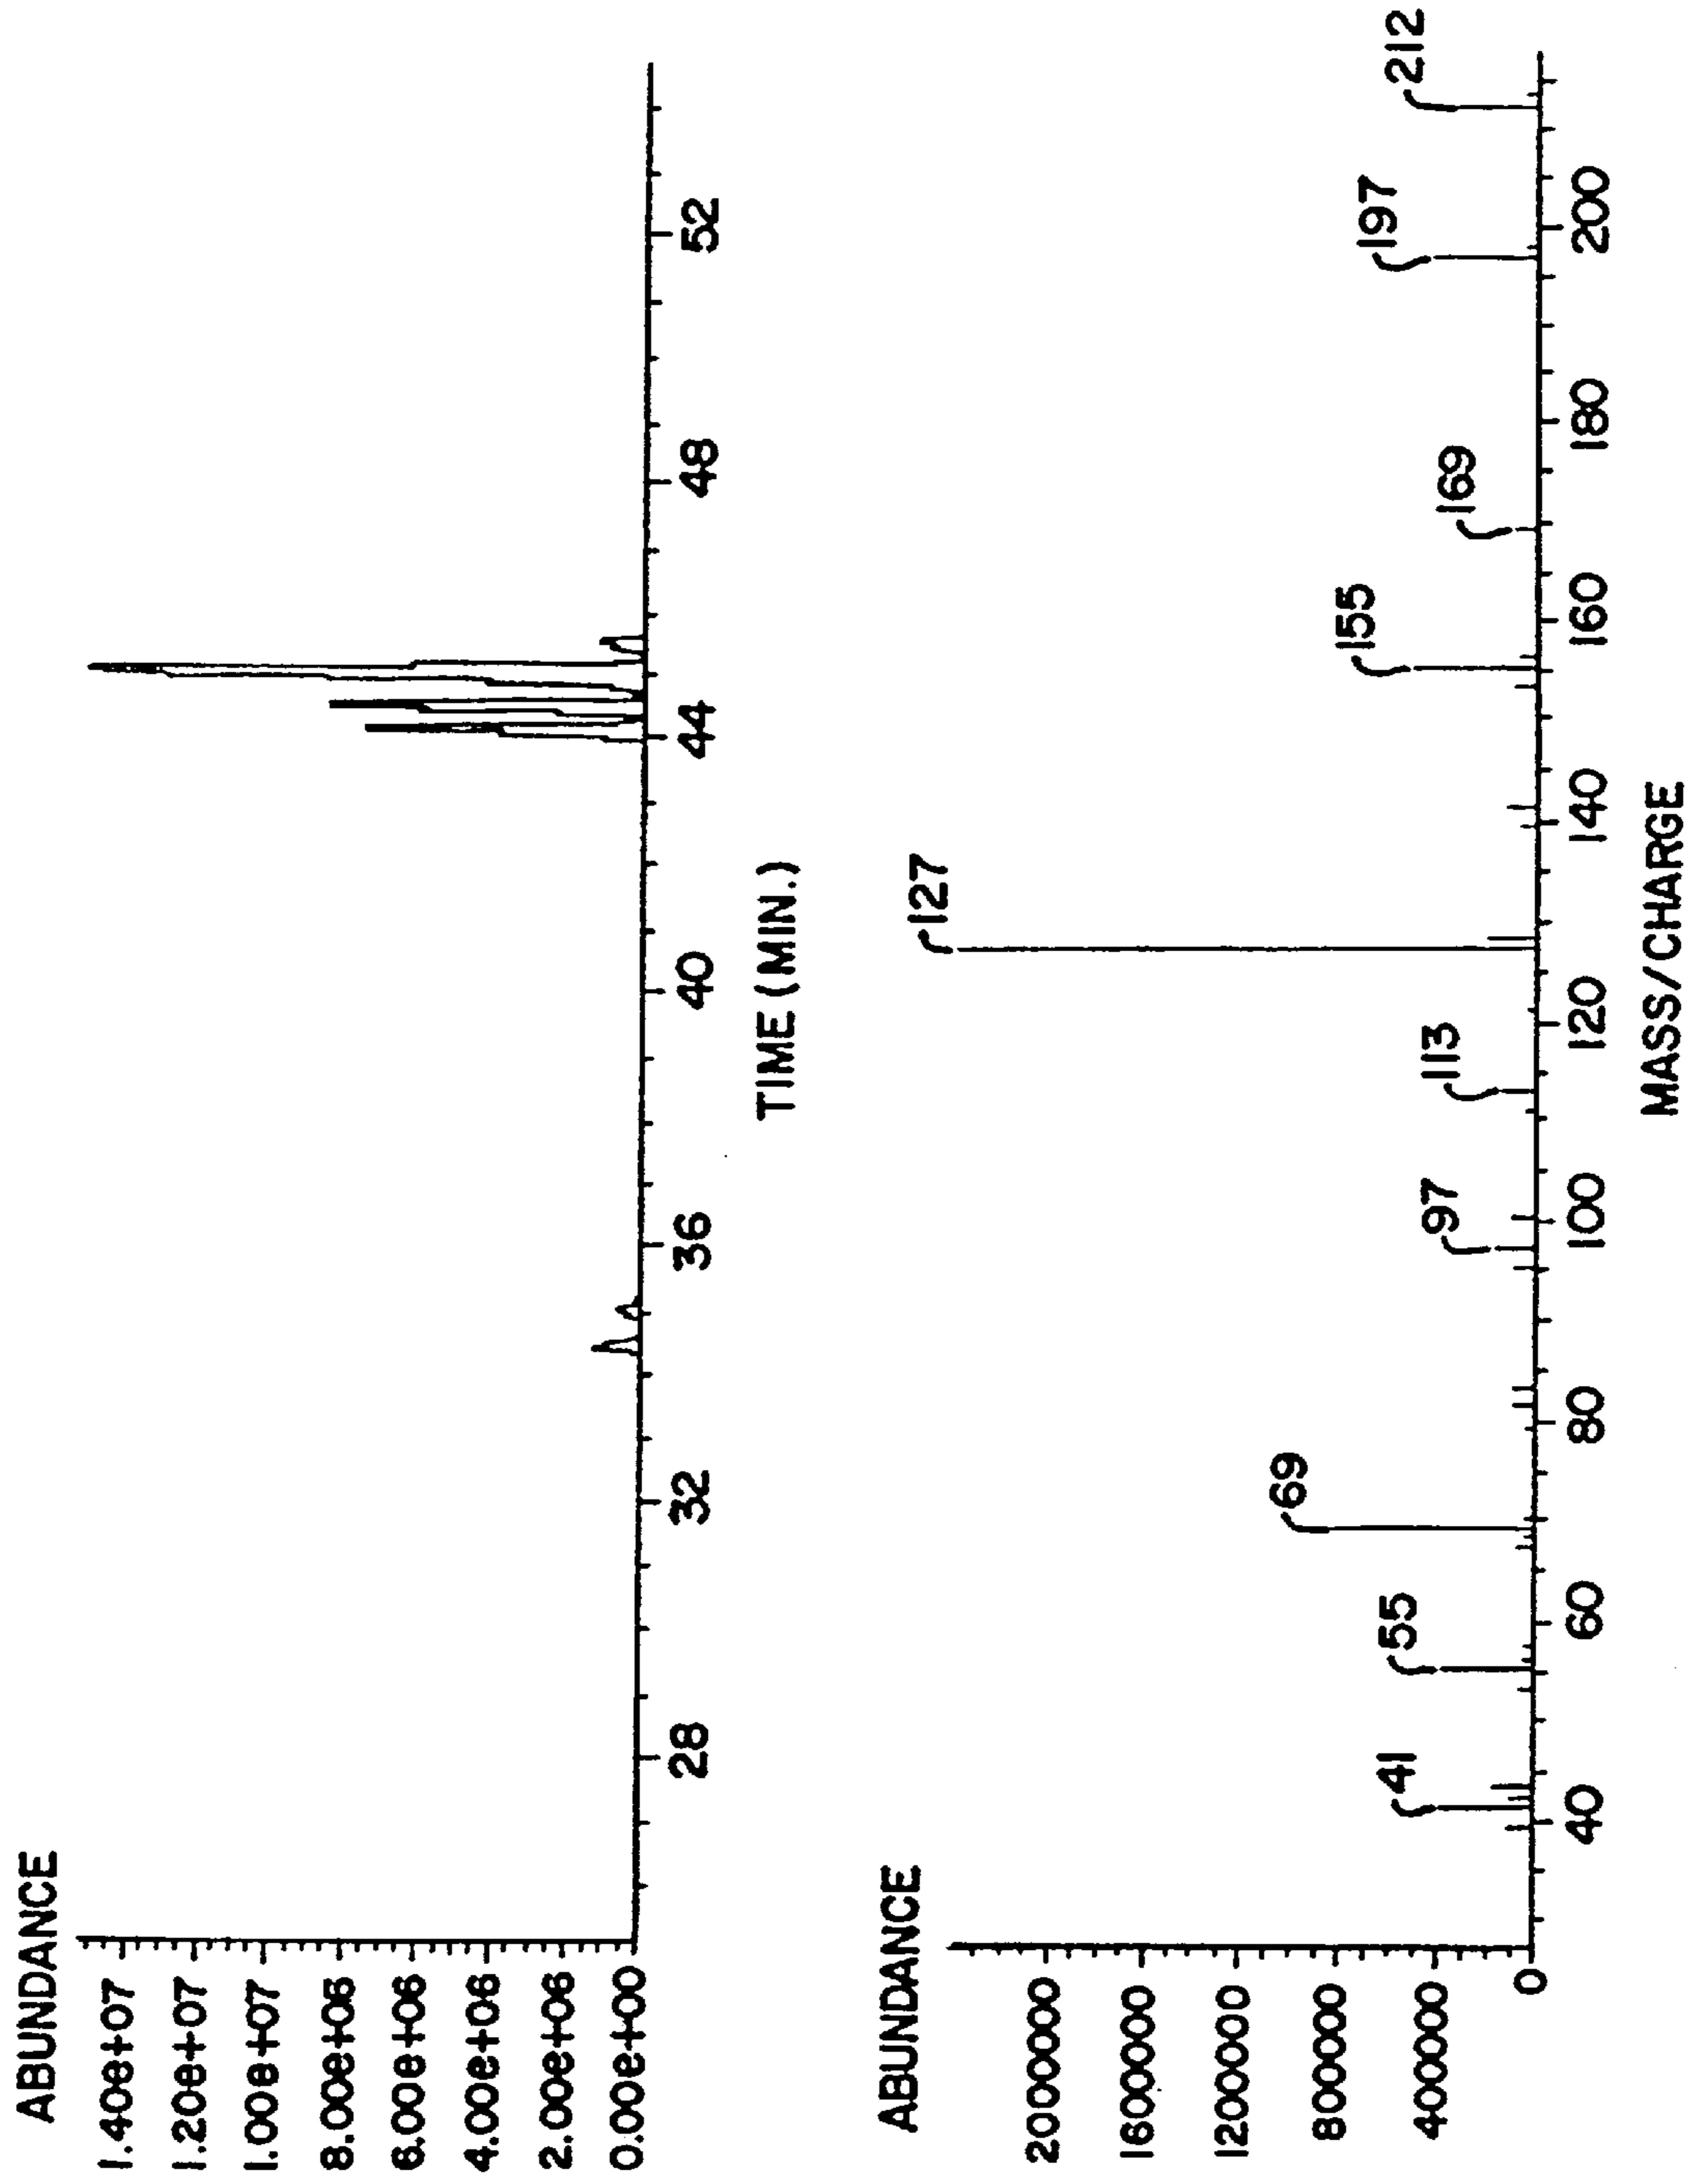 ABUNDANCE
1.40e+07
1.20e+07
1.00e+07
8.00e+06
6.00e+06
4.00e+06
2.00e+06
0.00e+00
28 32 36 40 44 48 52
TIME (MIN.)
ABUNDANCE
2000000
1600000
1200000
800000
400000
0
41 55 69 97 113 127 155 169 197 212
40 60 80 100 120 140 160 180 200
MASS/CHARGE